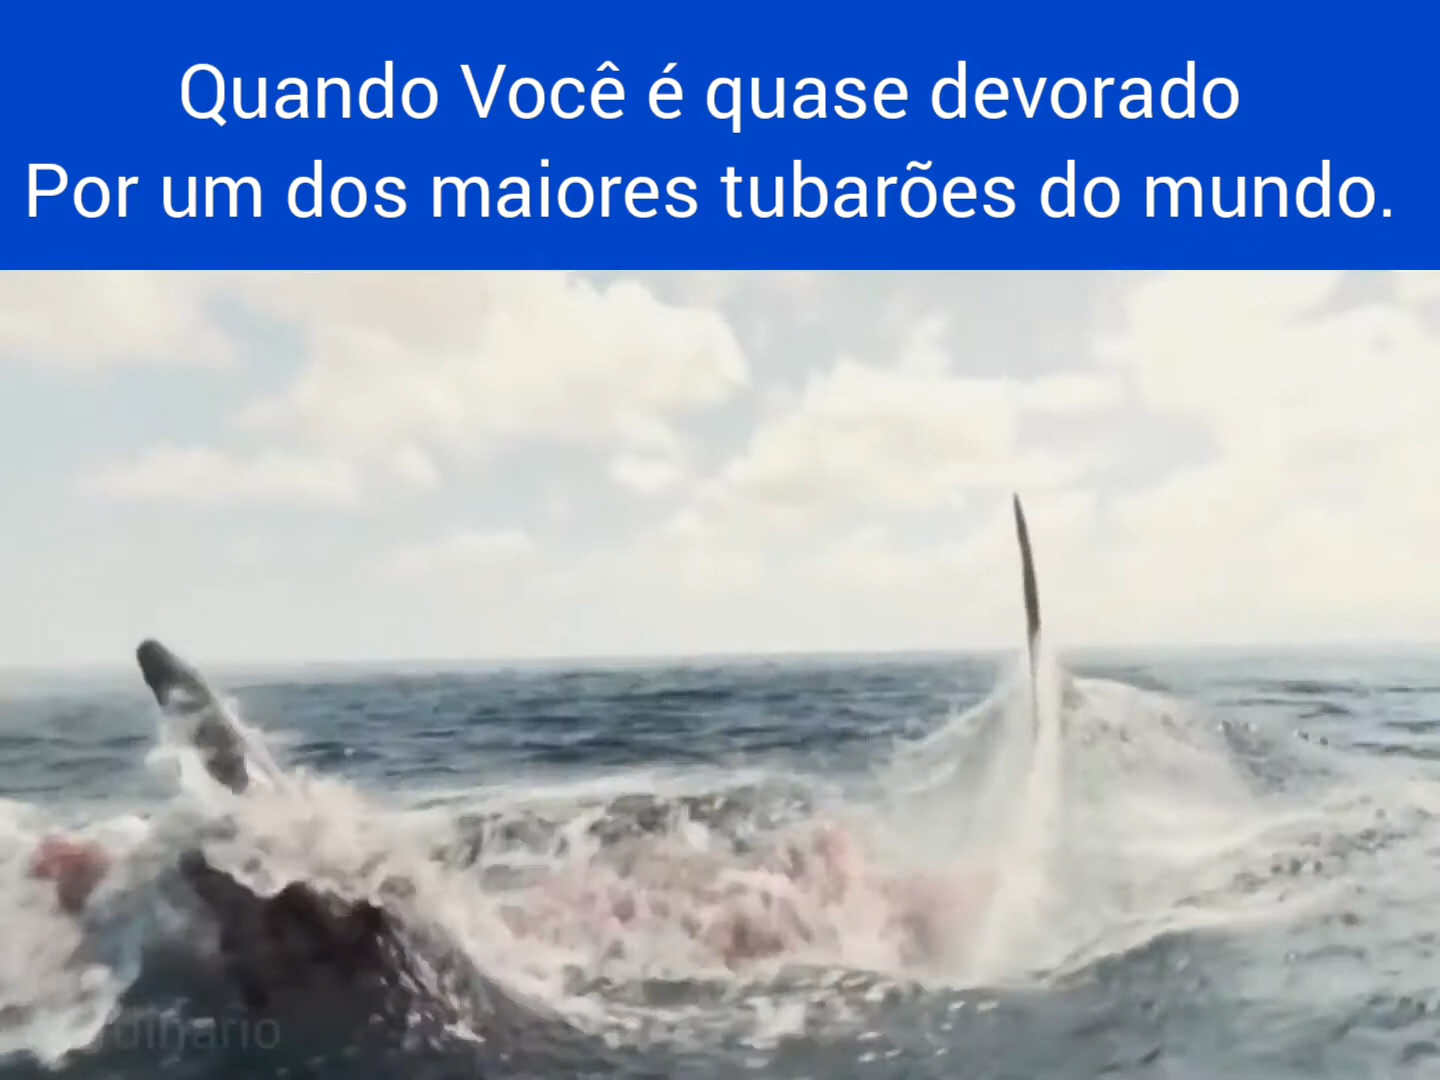 Quando Você é quase devorado
Por um dos maiores tubarões do mundo.